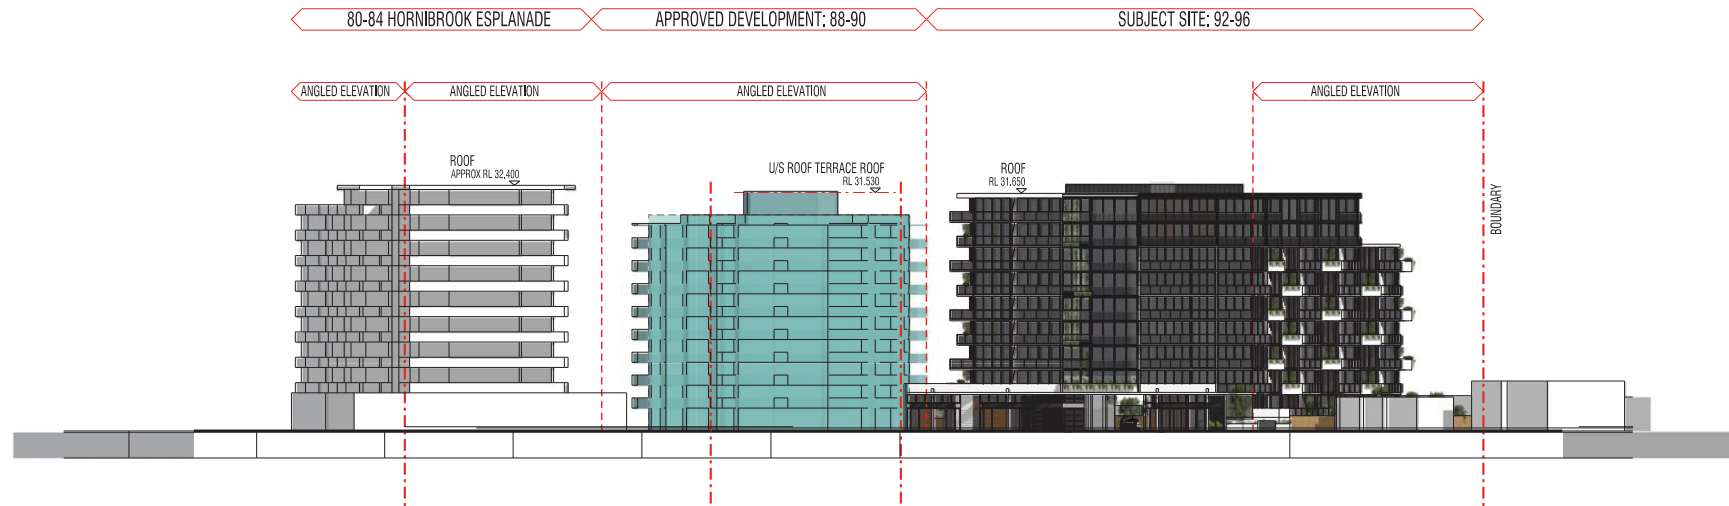 80-84 HORNIBROOK ESPLANADE
APPROVED DEVELOPMENT: 88-90
SUBJECT SITE: 92-96
ANGLED ELEVATION
ANGLED ELEVATION
ANGLED ELEVATION
ANGLED ELEVATION
ROOF
APPROX RL 32,400
U/S ROOF TERRACE ROOF
RL 31.530
ROOF
RL 31.650
BOUNDARY